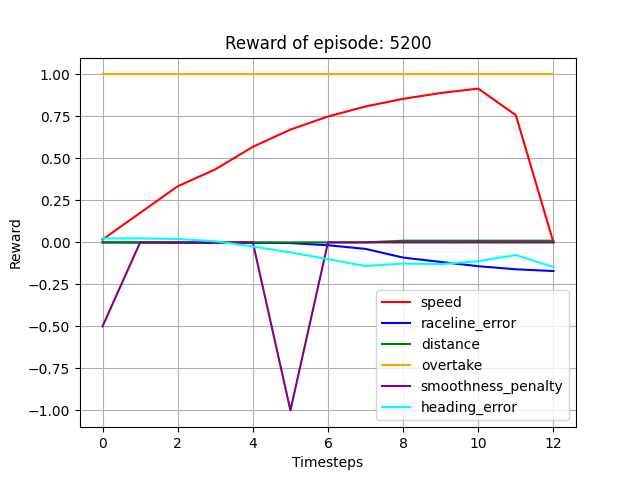 Reward of episode: 5200
1.00
0.75
0.50
0.25
0.00
−0.25
−0.50
−0.75
−1.00
Reward
speed
raceline_error
distance
overtake
smoothness_penalty
heading_error
0 2 4 6 8 10 12
Timesteps